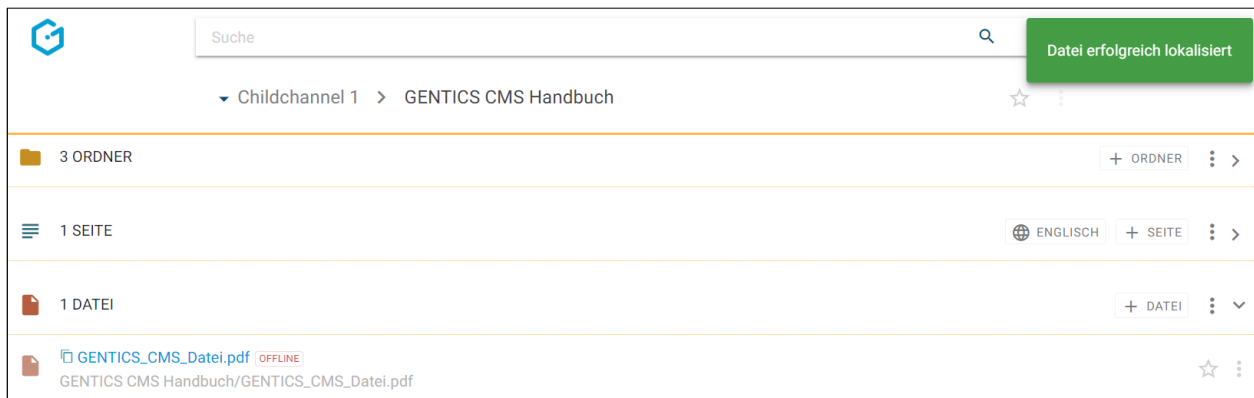 Suche
Datei erfolgreich lokalisiert
Childchannel 1 > GENTICS CMS Handbuch
3 ORDNER
+ ORDNER
1 SEITE
ENGLISCH
+ SEITE
1 DATEI
+ DATEI
GENTICS_CMS_Datei.pdf OFFLINE
GENTICS CMS Handbuch/GENTICS_CMS_Datei.pdf